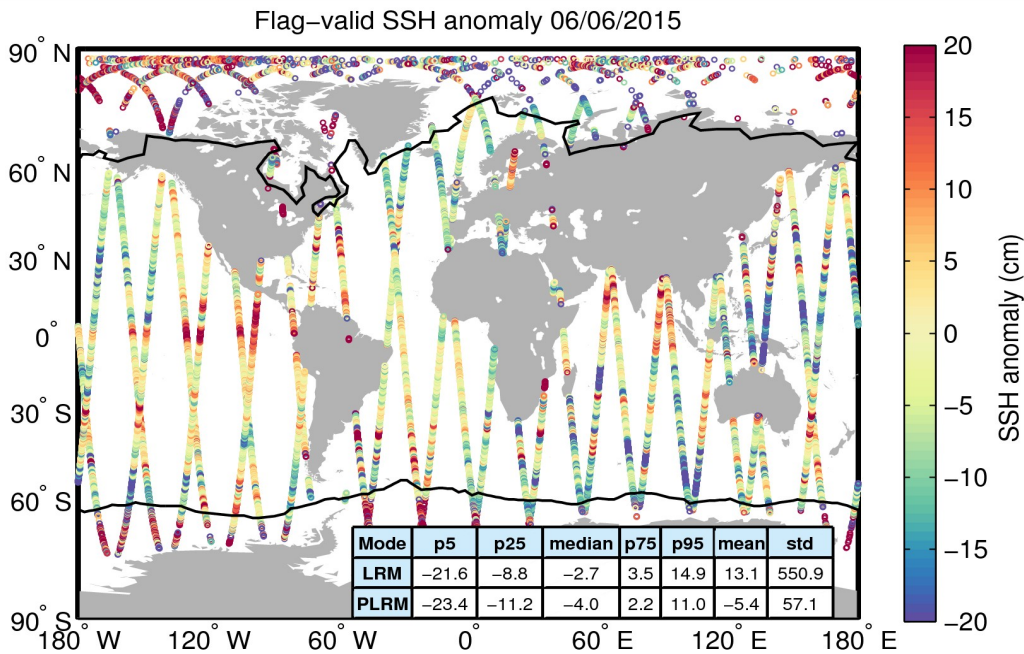 Flag−valid SSH anomaly 06/06/2015
90° N
60° N
30° N
0°
30° S
60° S
90° S
180° W
120° W
60° W
0°
60° E
120° E
180° E
Mode p5 p25 median p75 p95 mean std
LRM −21.6 −8.8 −2.7 3.5 14.9 13.1 550.9
PLRM −23.4 −11.2 −4.0 2.2 11.0 −5.4 57.1
20
15
10
5
0
−5
−10
−15
−20
SSH anomaly (cm)